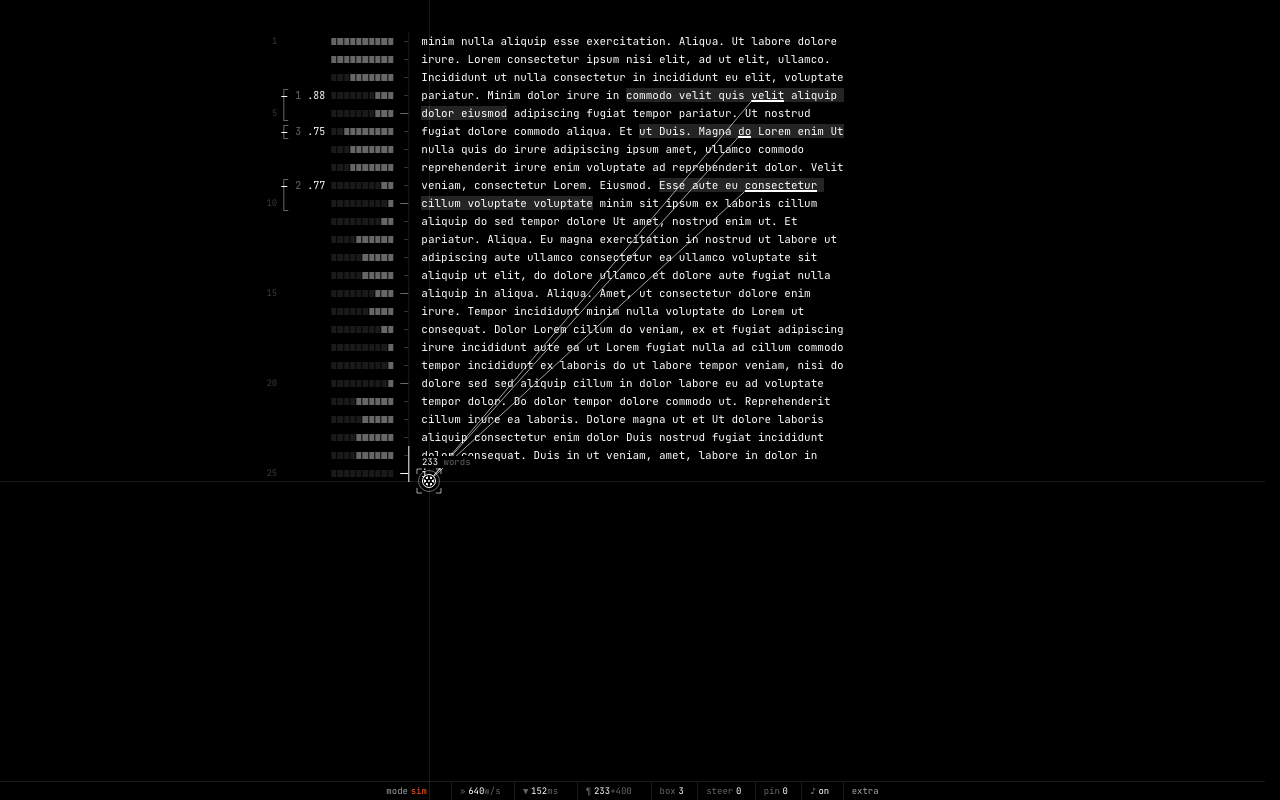 1 minim nulla aliquip esse exercitation. Aliqua. Ut labore dolore
irure. Lorem consectetur ipsum nisi elit, ad ut elit, ullamco.
Incididunt ut nulla consectetur in incididunt eu elit, voluptate
1 .88 pariatur. Minim dolor irure in commodo velit quis velit aliquip
5 dolor eiusmod adipiscing fugiat tempor pariatur. Ut nostrud
3 .75 fugiat dolore commodo aliqua. Et ut Duis. Magna do Lorem enim Ut
nulla quis do irure adipiscing ipsum amet, ullamco commodo
reprehenderit irure enim voluptate ad reprehenderit dolor. Velit
2 .77 veniam, consectetur Lorem. Eiusmod. Esse aute eu consectetur
10 cillum voluptate voluptate minim sit ipsum ex laboris cillum
aliquip do sed tempor dolore Ut amet, nostrud enim ut. Et
pariatur. Aliqua. Eu magna exercitation in nostrud ut labore ut
adipiscing aute ullamco consectetur ea ullamco voluptate sit
aliquip ut elit, do dolore ullamco et dolore aute fugiat nulla
15 aliquip in aliqua. Aliqua. Amet, ut consectetur dolore enim
irure. Tempor incididunt minim nulla voluptate do Lorem ut
consequat. Dolor Lorem cillum do veniam, ex et fugiat adipiscing
irure incididunt aute ea ut Lorem fugiat nulla ad cillum commodo
tempor incididunt ex laboris do ut labore tempor veniam, nisi do
20 dolore sed sed aliquip cillum in dolor labore eu ad voluptate
tempor dolor. Do dolor tempor dolore commodo ut. Reprehenderit
cillum irure ea laboris. Dolore magna ut et Ut dolore laboris
aliquip consectetur enim dolor Duis nostrud fugiat incididunt
dolor consequat. Duis in ut veniam, amet, labore in dolor in
233 words
25
mode sim » 640w/s ▼ 152ms ¶ 233+400 box 3 steer 0 pin 0 ♪ on extra